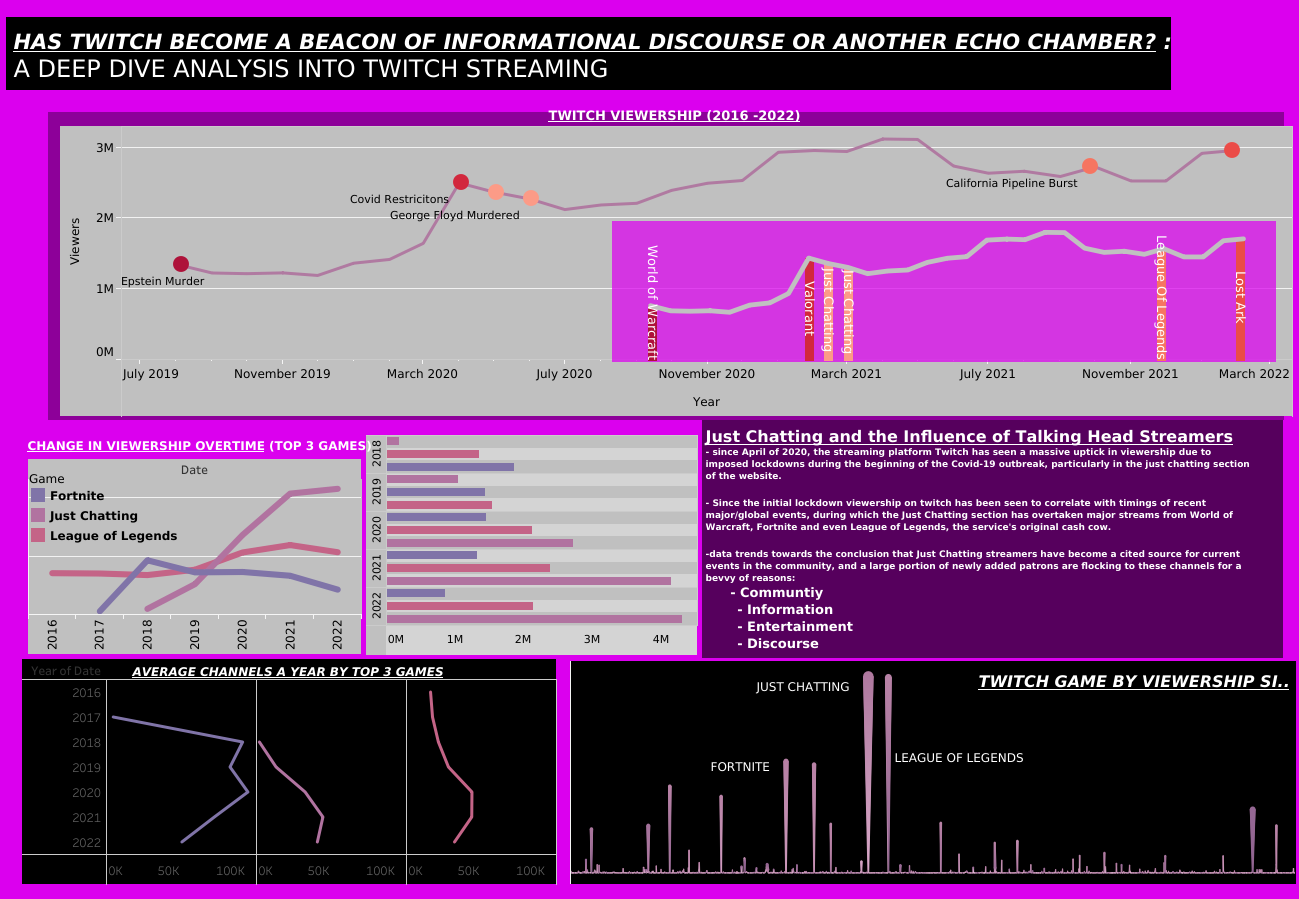 HAS TWITCH BECOME A BEACON OF INFORMATIONAL DISCOURSE OR ANOTHER ECHO CHAMBER? :
A DEEP DIVE ANALYSIS INTO TWITCH STREAMING
TWITCH VIEWERSHIP (2016 -2022)
3M
2M
1M
0M
Viewers
Epstein Murder
Covid Restricitons
George Floyd Murdered
California Pipeline Burst
World of Warcraft
Valorant
Just Chatting
Just Chatting
League Of Legends
Lost Ark
July 2019
November 2019
March 2020
July 2020
November 2020
March 2021
July 2021
November 2021
March 2022
Year
CHANGE IN VIEWERSHIP OVERTIME (TOP 3 GAMES)
Date
Game
Fortnite
Just Chatting
League of Legends
2016
2017
2018
2019
2020
2021
2022
2018
2019
2020
2021
2022
0M
1M
2M
3M
4M
Just Chatting and the Influence of Talking Head Streamers
- since April of 2020, the streaming platform Twitch has seen a massive uptick in viewership due to
imposed lockdowns during the beginning of the Covid-19 outbreak, particularly in the just chatting section
of the website.
- Since the initial lockdown viewership on twitch has been seen to correlate with timings of recent
major/global events, during which the Just Chatting section has overtaken major streams from World of
Warcraft, Fortnite and even League of Legends, the service's original cash cow.
-data trends towards the conclusion that Just Chatting streamers have become a cited source for current
events in the community, and a large portion of newly added patrons are flocking to these channels for a
bevvy of reasons:
- Communtiy
- Information
- Entertainment
- Discourse
Year of Date
AVERAGE CHANNELS A YEAR BY TOP 3 GAMES
2016
2017
2018
2019
2020
2021
2022
0K
50K
100K
0K
50K
100K
0K
50K
100K
TWITCH GAME BY VIEWERSHIP SI..
JUST CHATTING
LEAGUE OF LEGENDS
FORTNITE